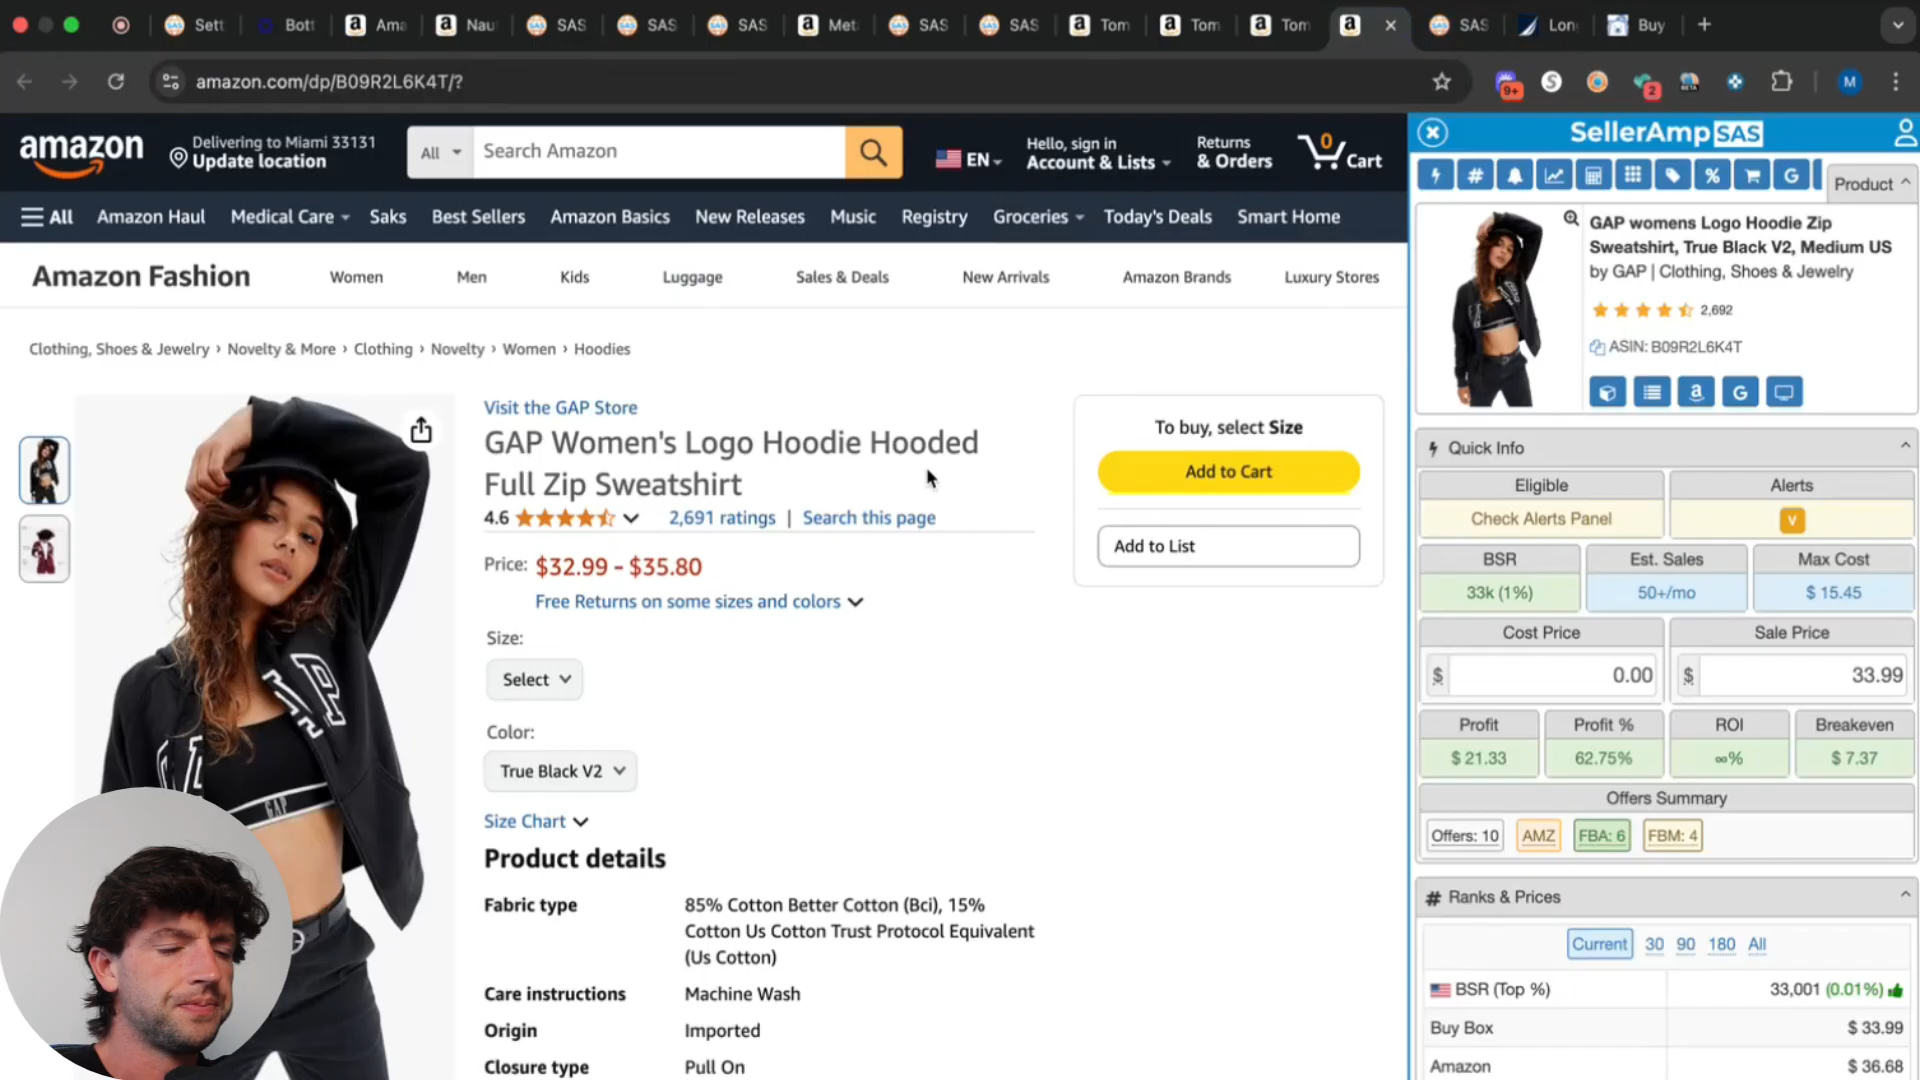 Sett
Bott
Ama
Nau
SAS
SAS
SAS
Met
SAS
SAS
Tom
Tom
Tom
SAS
Lon
Buy
amazon.com/dp/B09R2L6K4T/?
9+
S
2
BETA
M
amazon
Delivering to Miami 33131
Update location
All
Search Amazon
EN
Hello, sign in
Account & Lists
Returns
& Orders
0
Cart
All
Amazon Haul
Medical Care
Saks
Best Sellers
Amazon Basics
New Releases
Music
Registry
Groceries
Today's Deals
Smart Home
Amazon Fashion
Women
Men
Kids
Luggage
Sales & Deals
New Arrivals
Amazon Brands
Luxury Stores
Clothing, Shoes & Jewelry › Novelty & More › Clothing › Novelty › Women › Hoodies
Visit the GAP Store
GAP Women's Logo Hoodie Hooded
Full Zip Sweatshirt
4.6
2,691 ratings | Search this page
Price: $32.99 - $35.80
Free Returns on some sizes and colors
Size:
Select
Color:
True Black V2
Size Chart
Product details
Fabric type
85% Cotton Better Cotton (Bci), 15%
Cotton Us Cotton Trust Protocol Equivalent
(Us Cotton)
Care instructions
Machine Wash
Origin
Imported
Closure type
Pull On
To buy, select Size
Add to Cart
Add to List
GAP
SellerAmp SAS
Product
GAP womens Logo Hoodie Zip
Sweatshirt, True Black V2, Medium US
by GAP | Clothing, Shoes & Jewelry
2,692
ASIN: B09R2L6K4T
Quick Info
Eligible
Alerts
Check Alerts Panel
V
BSR
Est. Sales
Max Cost
33k (1%)
50+/mo
$ 15.45
Cost Price
Sale Price
$ 0.00
$ 33.99
Profit
Profit %
ROI
Breakeven
$ 21.33
62.75%
∞%
$ 7.37
Offers Summary
Offers: 10
AMZ
FBA: 6
FBM: 4
# Ranks & Prices
Current
30
90
180
All
BSR (Top %)
33,001 (0.01%)
Buy Box
$ 33.99
Amazon
$ 36.68